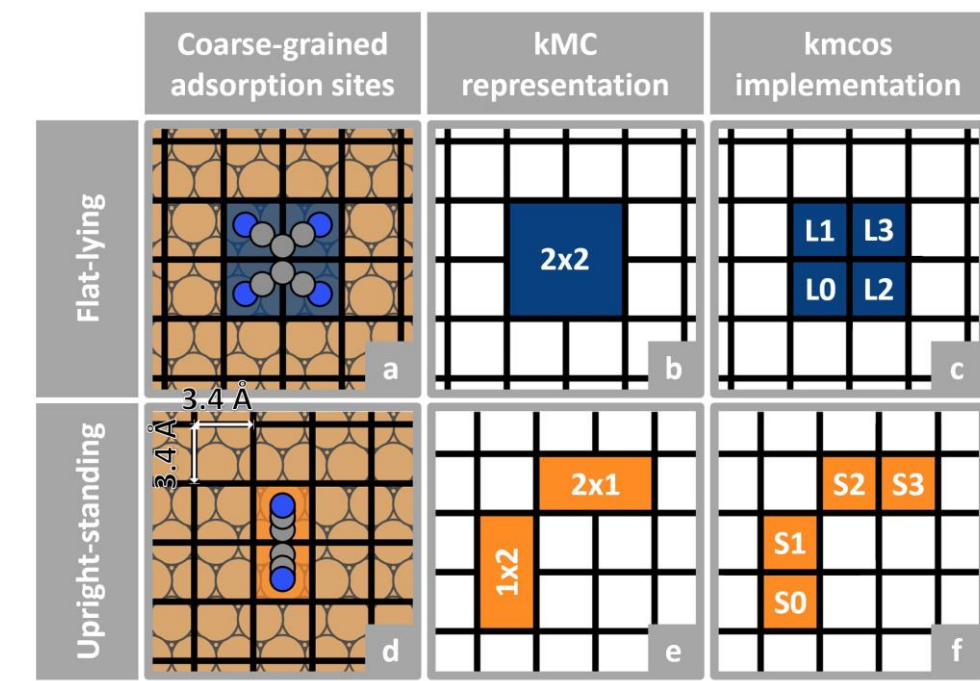 Coarse-grained
adsorption sites
kMC
representation
kmcos
implementation
Flat-lying
a
2x2
b
L1 L3
L0 L2
c
Upright-standing
3.4 Å
3.4 Å
d
2x1
1x2
e
S2 S3
S1
S0
f